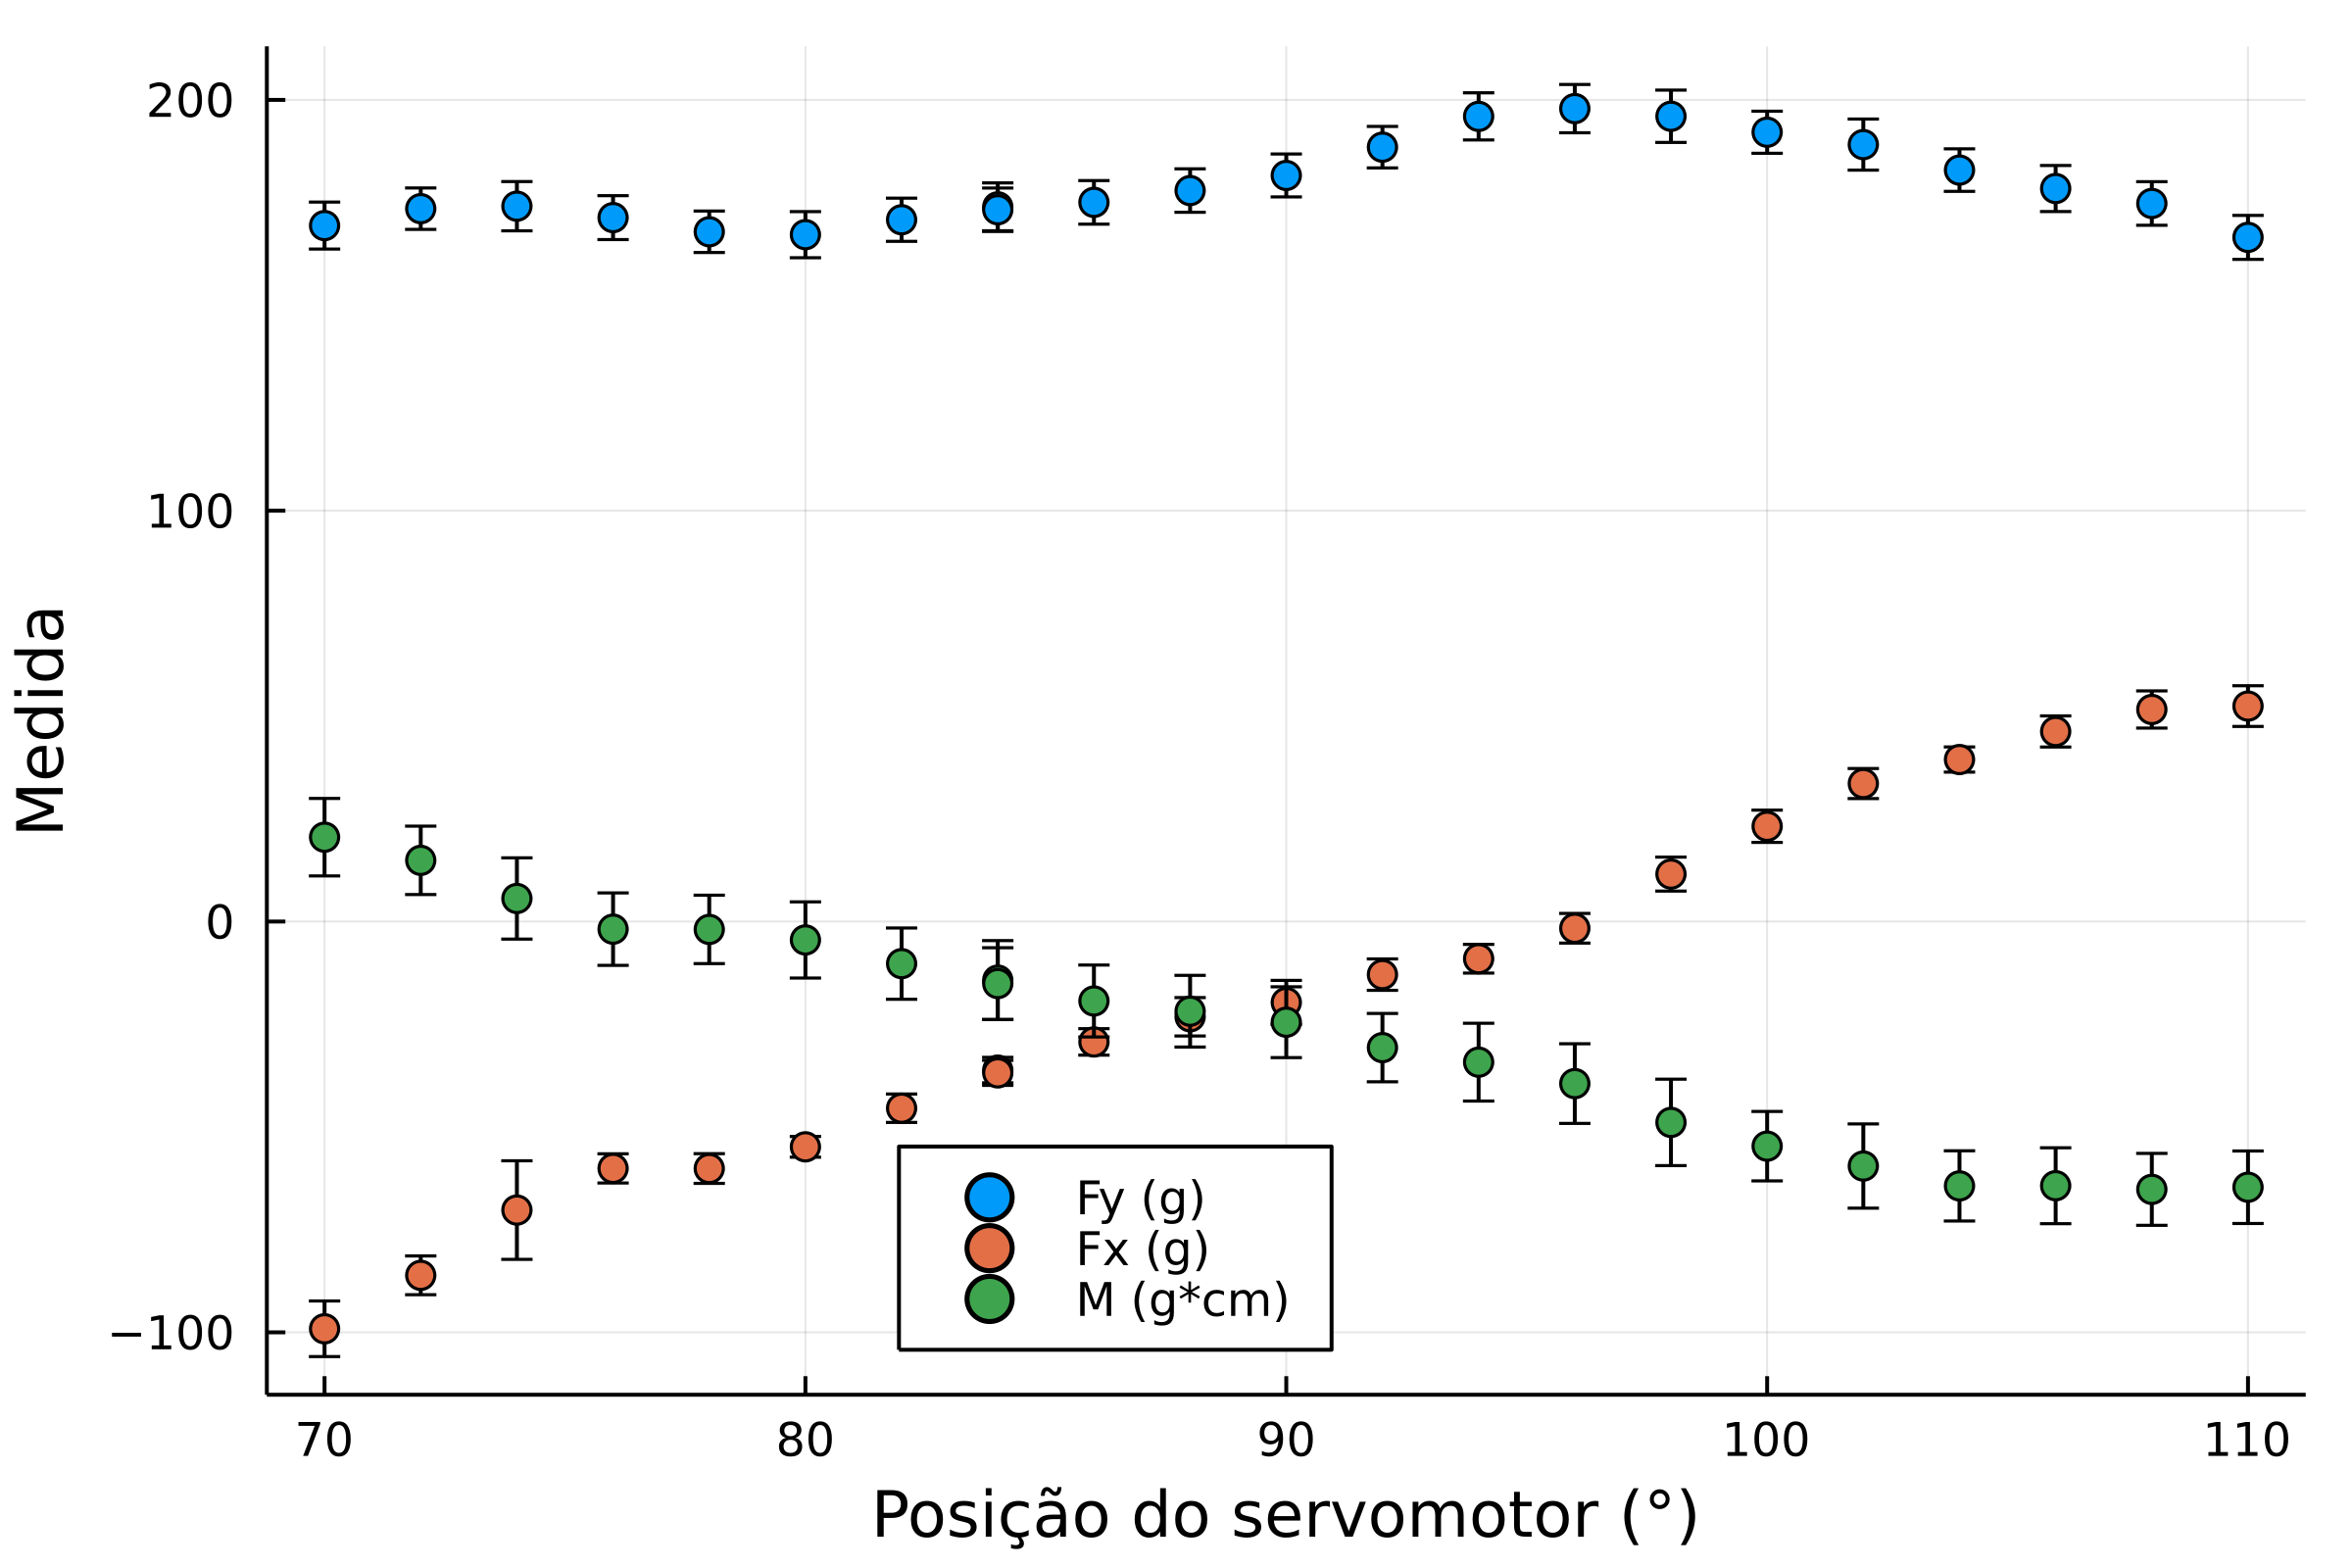 Medida
200
100
0
−100
Fy (g)
Fx (g)
M (g*cm)
70 80 90 100 110
Posição do servomotor (°)